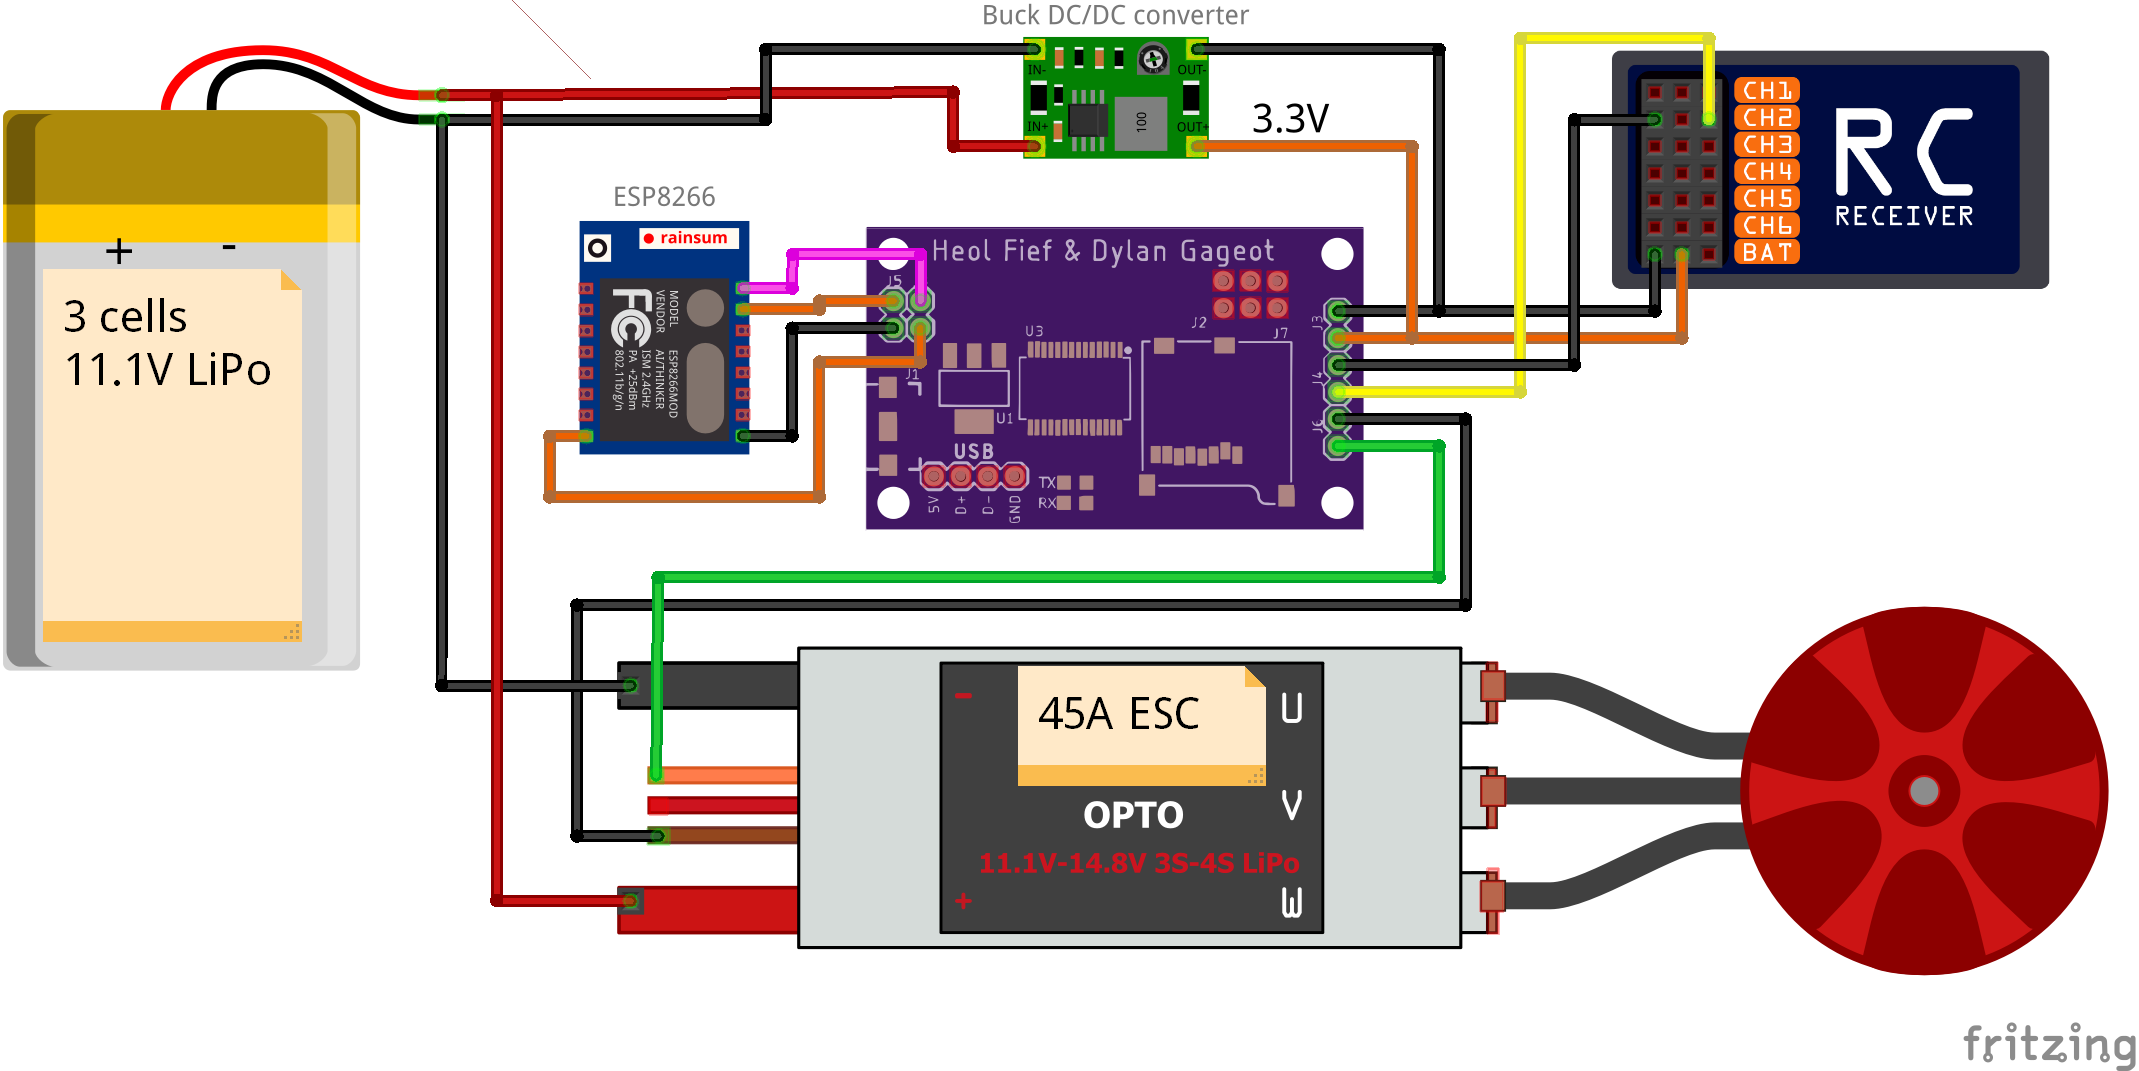 Buck DC/DC converter
IN-
OUT-
IN+
OUT+
100
3.3V
CH1
CH2
CH3
CH4
CH5
CH6
BAT
RC
RECEIVER
+ -
3 cells
11.1V LiPo
ESP8266
rainsum
FC
MODEL
VENDOR
ESP8266MOD
AI/THINKER
ISM 2.4GHz
PA +25dBm
802.11b/g/n
Heol Fief & Dylan Gageot
J5
J1
U3
U1
J2
J7
J3
J4
J6
USB
5V
D+
D-
GND
TX
RX
-
45A ESC
OPTO
11.1V-14.8V 3S-4S LiPo
+
U
V
W
fritzing